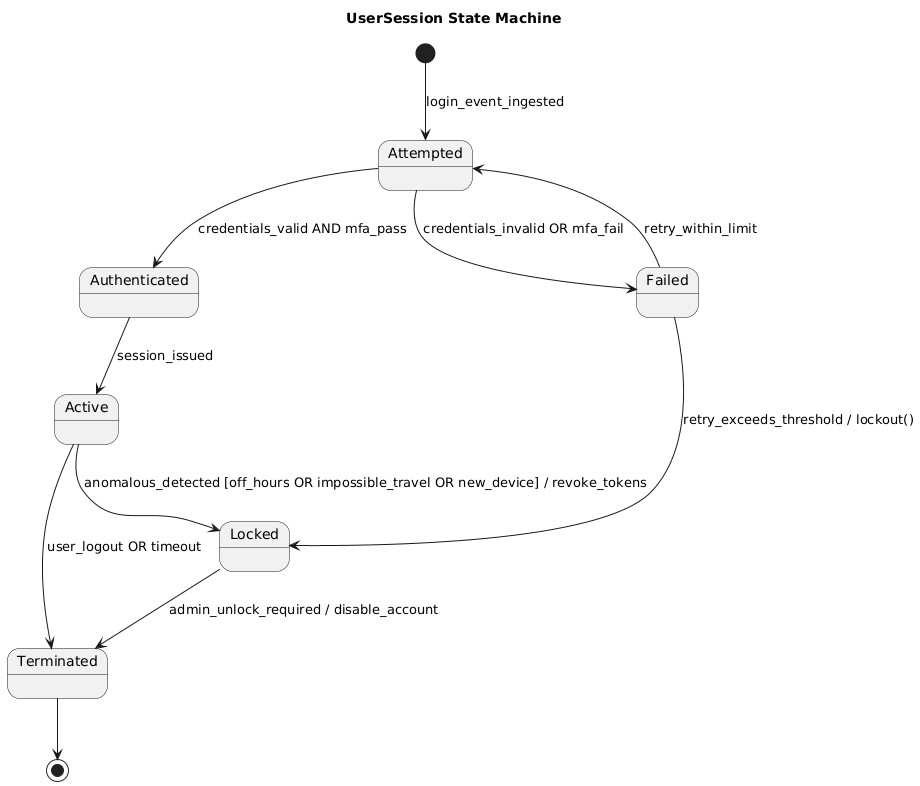 UserSession State Machine
login_event_ingested
Attempted
credentials_valid AND mfa_pass
credentials_invalid OR mfa_fail
retry_within_limit
Authenticated
Failed
session_issued
Active
retry_exceeds_threshold / lockout()
anomalous_detected [off_hours OR impossible_travel OR new_device] / revoke_tokens
Locked
user_logout OR timeout
admin_unlock_required / disable_account
Terminated